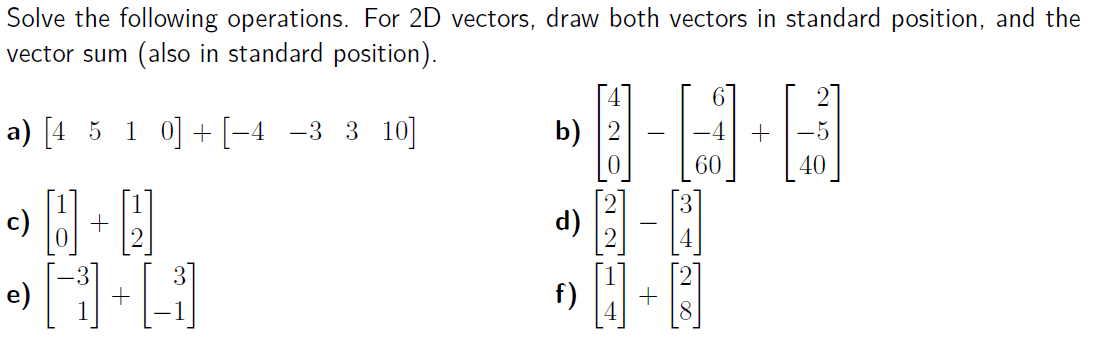 Solve the following operations. For 2D vectors, draw both vectors in standard position, and the
vector sum (also in standard position).
a) [4 5 1 0] + [−4 −3 3 10]
b) [4 2 0] − [6 −4 60] + [2 −5 40]
c) [1 0] + [1 2]
d) [2 2] − [3 4]
e) [−3 1] + [3 −1]
f) [1 4] + [2 8]